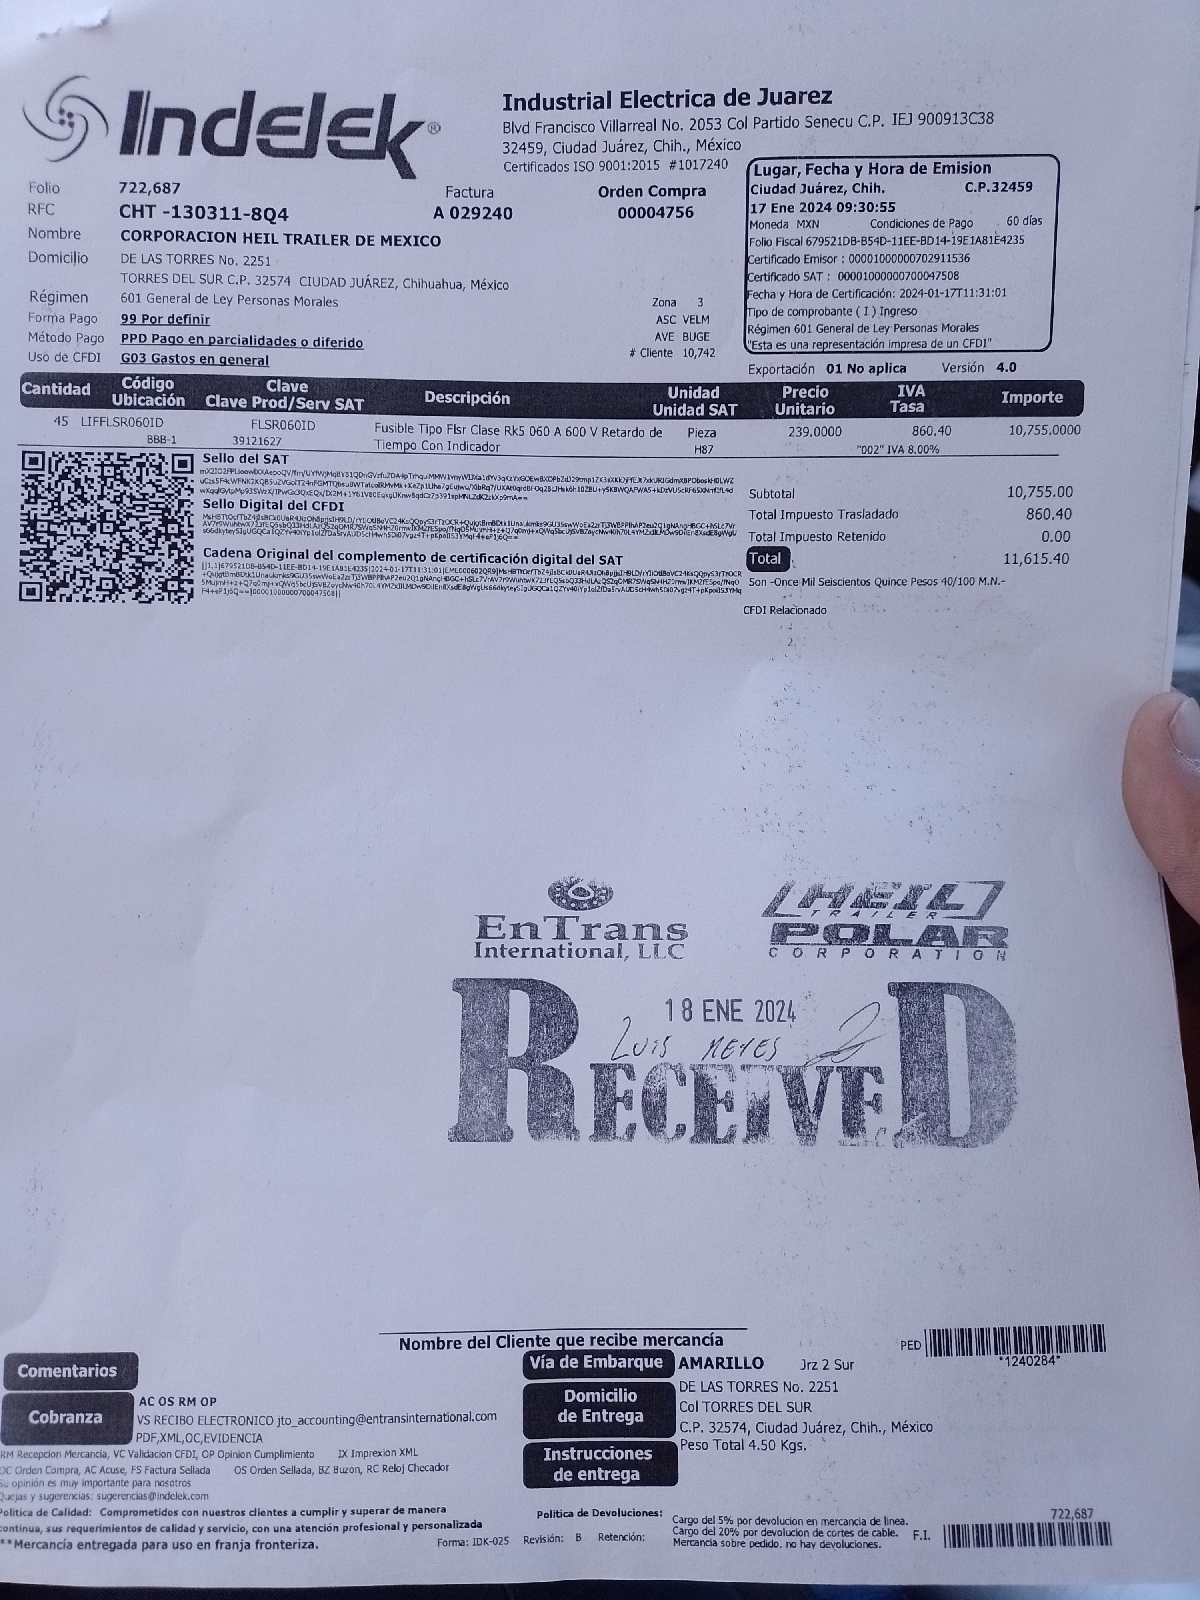 Indelek®
Industrial Electrica de Juarez
Blvd Francisco Villarreal No. 2053 Col Partido Senecu C.P. IEJ 900913C38
32459, Ciudad Juárez, Chih., México
Certificados ISO 9001:2015 #1017240
Folio 722,687 Factura Orden Compra
RFC CHT -130311-8Q4 A 029240 00004756
Nombre CORPORACION HEIL TRAILER DE MEXICO
Domicilio DE LAS TORRES No. 2251
TORRES DEL SUR C.P. 32574 CIUDAD JUÁREZ, Chihuahua, México
Régimen 601 General de Ley Personas Morales
Forma Pago 99 Por definir
Método Pago PPD Pago en parcialidades o diferido
Uso de CFDI G03 Gastos en general
Zona 3
ASC VELM
AVE BUGE
# Cliente 10,742
Lugar, Fecha y Hora de Emision
Ciudad Juárez, Chih. C.P.32459
17 Ene 2024 09:30:55
Moneda MXN Condiciones de Pago 60 días
Folio Fiscal 679521DB-B54D-11EE-BD14-19E1A81E4235
Certificado Emisor : 00001000000702911536
Certificado SAT : 00001000000700047508
Fecha y Hora de Certificación: 2024-01-17T11:31:01
Tipo de comprobante ( I ) Ingreso
Régimen 601 General de Ley Personas Morales
"Esta es una representación impresa de un CFDI"
Exportación 01 No aplica Versión 4.0
Cantidad Código Ubicación Clave Clave Prod/Serv SAT Descripción Unidad Unidad SAT Precio Unitario IVA Tasa Importe
45 LIFFLSR060ID FLSR060ID Fusible Tipo Flsr Clase Rk5 060 A 600 V Retardo de Pieza 239.0000 860.40 10,755.0000
BBB-1 39121627 Tiempo Con Indicador H87 "002" IVA 8.00%
Sello del SAT
Sello Digital del CFDI
Cadena Original del complemento de certificación digital del SAT
Subtotal 10,755.00
Total Impuesto Trasladado 860.40
Total Impuesto Retenido 0.00
Total 11,615.40
Son -Once Mil Seiscientos Quince Pesos 40/100 M.N.-
CFDI Relacionado
EnTrans
International, LLC
HEIL
TRAILER
POLAR
CORPORATION
18 ENE 2024
LUIS REYES
RECEIVED
Nombre del Cliente que recibe mercancía
PED
*1240284*
Comentarios
Vía de Embarque AMARILLO Jrz 2 Sur
Cobranza
AC OS RM OP
VS RECIBO ELECTRONICO jto_accounting@entransinternational.com
PDF,XML,OC,EVIDENCIA
Domicilio de Entrega
DE LAS TORRES No. 2251
Col TORRES DEL SUR
C.P. 32574, Ciudad Juárez, Chih., México
Peso Total 4.50 Kgs.
Instrucciones de entrega
RM Recepcion Mercancia, VC Validacion CFDI, OP Opinion Cumplimiento IX Imprexion XML
OC Orden Compra, AC Acuse, FS Factura Sellada OS Orden Sellada, BZ Buzon, RC Reloj Checador
Su opinión es muy importante para nosotros
Quejas y sugerencias: sugerencias@indelek.com
Politica de Calidad: Comprometidos con nuestros clientes a cumplir y superar de manera
continua, sus requerimientos de calidad y servicio, con una atención profesional y personalizada
**Mercancía entregada para uso en franja fronteriza.
Forma: IDK-025 Revisión: B Retención:
Politica de Devoluciones:
Cargo del 5% por devolucion en mercancia de linea.
Cargo del 20% por devolucion de cortes de cable.
Mercancia sobre pedido, no hay devoluciones.
F.I.
722,687